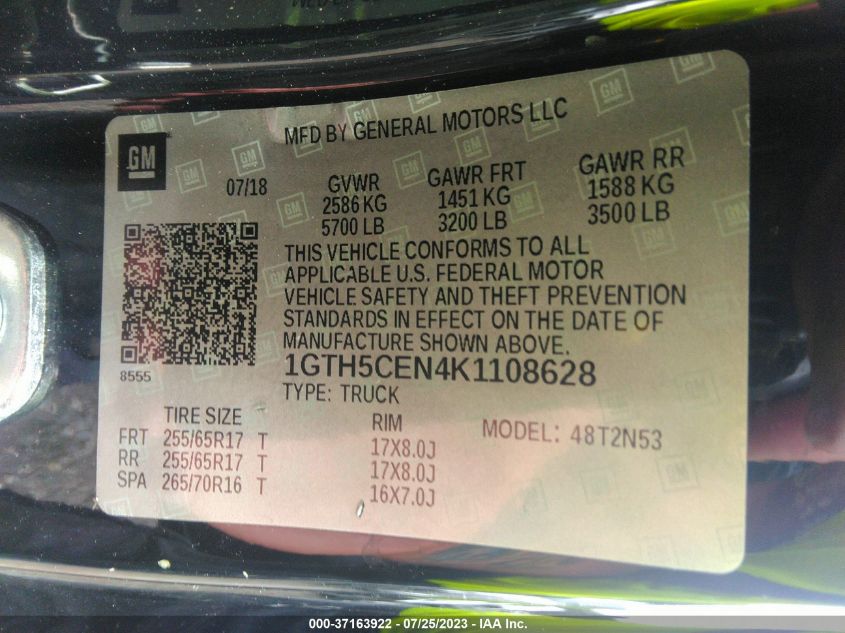 MFD BY GENERAL MOTORS LLC
GM
07/18
GVWR GAWR FRT GAWR RR
2586 KG 1451 KG 1588 KG
5700 LB 3200 LB 3500 LB
THIS VEHICLE CONFORMS TO ALL
APPLICABLE U.S. FEDERAL MOTOR
VEHICLE SAFETY AND THEFT PREVENTION
STANDARDS IN EFFECT ON THE DATE OF
MANUFACTURE SHOWN ABOVE.
8555
1GTH5CEN4K1108628
TYPE: TRUCK
TIRE SIZE RIM MODEL: 48T2N53
FRT 255/65R17 T 17X8.0J
RR 255/65R17 T 17X8.0J
SPA 265/70R16 T 16X7.0J
000-37163922 - 07/25/2023 - IAA Inc.